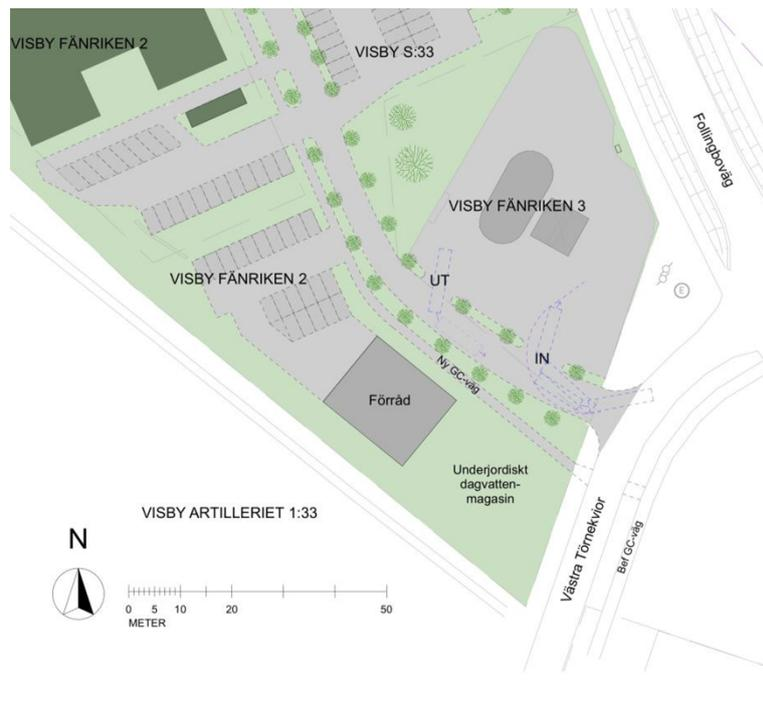 VISBY FÄNRIKEN 2
VISBY S:33
Follingboväg
VISBY FÄNRIKEN 3
VISBY FÄNRIKEN 2
UT
E
IN
Ny GC-väg
Förråd
Underjordiskt
dagvatten-
magasin
VISBY ARTILLERIET 1:33
Västra Törnekvior
Bef GC-väg
N
0 5 10 20 50
METER